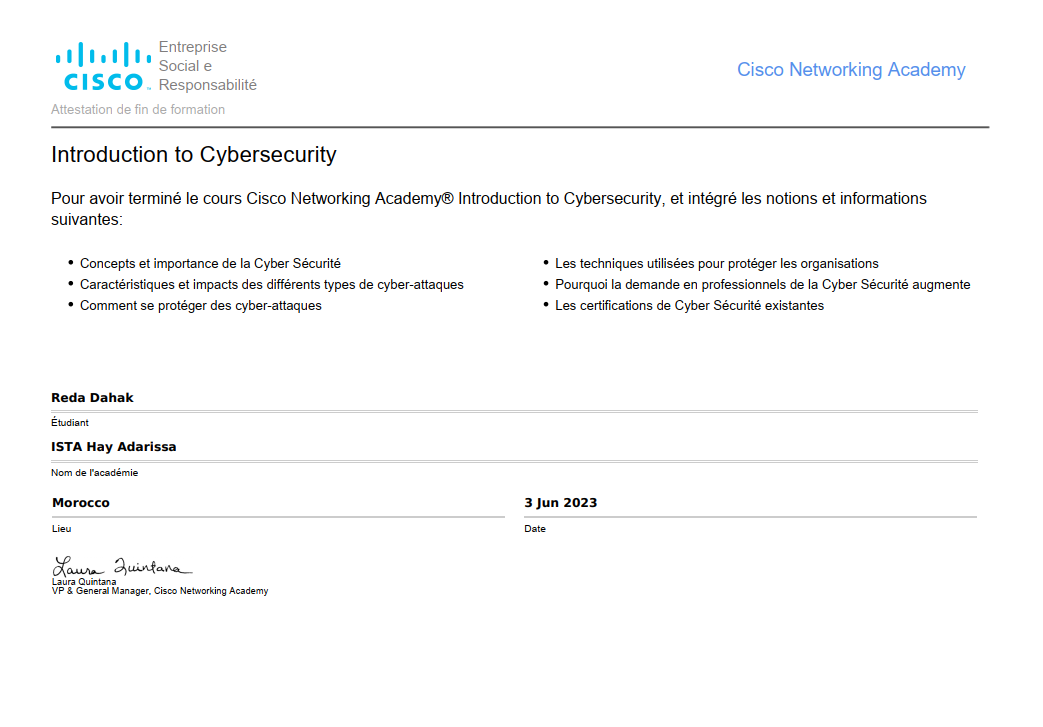 Entreprise
Social e
Responsabilité
CISCO
Cisco Networking Academy
Attestation de fin de formation
Introduction to Cybersecurity
Pour avoir terminé le cours Cisco Networking Academy® Introduction to Cybersecurity, et intégré les notions et informations
suivantes:
• Concepts et importance de la Cyber Sécurité
• Caractéristiques et impacts des différents types de cyber-attaques
• Comment se protéger des cyber-attaques
• Les techniques utilisées pour protéger les organisations
• Pourquoi la demande en professionnels de la Cyber Sécurité augmente
• Les certifications de Cyber Sécurité existantes
Reda Dahak
Étudiant
ISTA Hay Adarissa
Nom de l'académie
Morocco
Lieu
3 Jun 2023
Date
Laura Quintana
Laura Quintana
VP & General Manager, Cisco Networking Academy